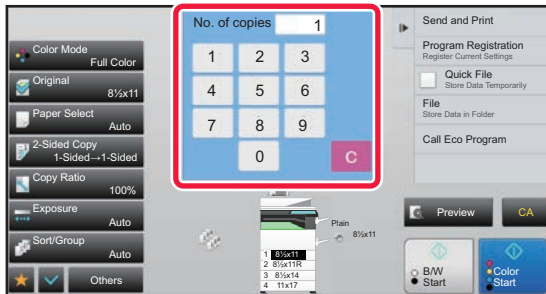 Color Mode
Full Color
Original
8½x11
Paper Select
Auto
2-Sided Copy
1-Sided→1-Sided
Copy Ratio
100%
Exposure
Auto
Sort/Group
Auto
Others
No. of copies 1
1 2 3
4 5 6
7 8 9
0 C
Plain
8½x11
1 8½x11
2 8½x11R
3 8½x14
4 11x17
Send and Print
Program Registration
Register Current Settings
Quick File
Store Data Temporarily
File
Store Data in Folder
Call Eco Program
Preview CA
B/W
Start
Color
Start